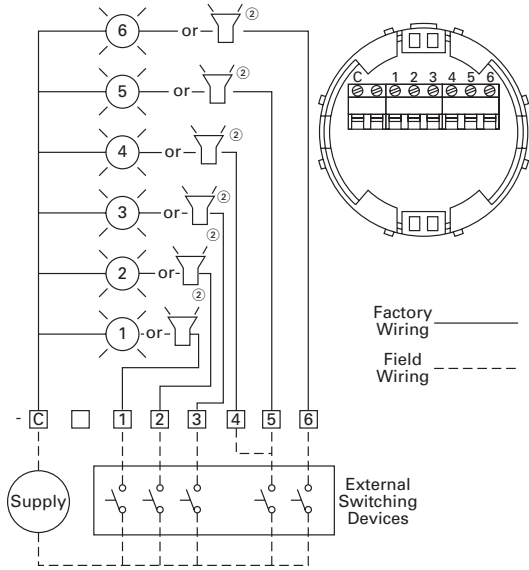 6 or ②
5 or ②
4 or ②
3 or ②
2 or ②
1 or ②
C 1 2 3 4 5 6
Factory
Wiring
Field
Wiring
- C 1 2 3 4 5 6
Supply
External
Switching
Devices